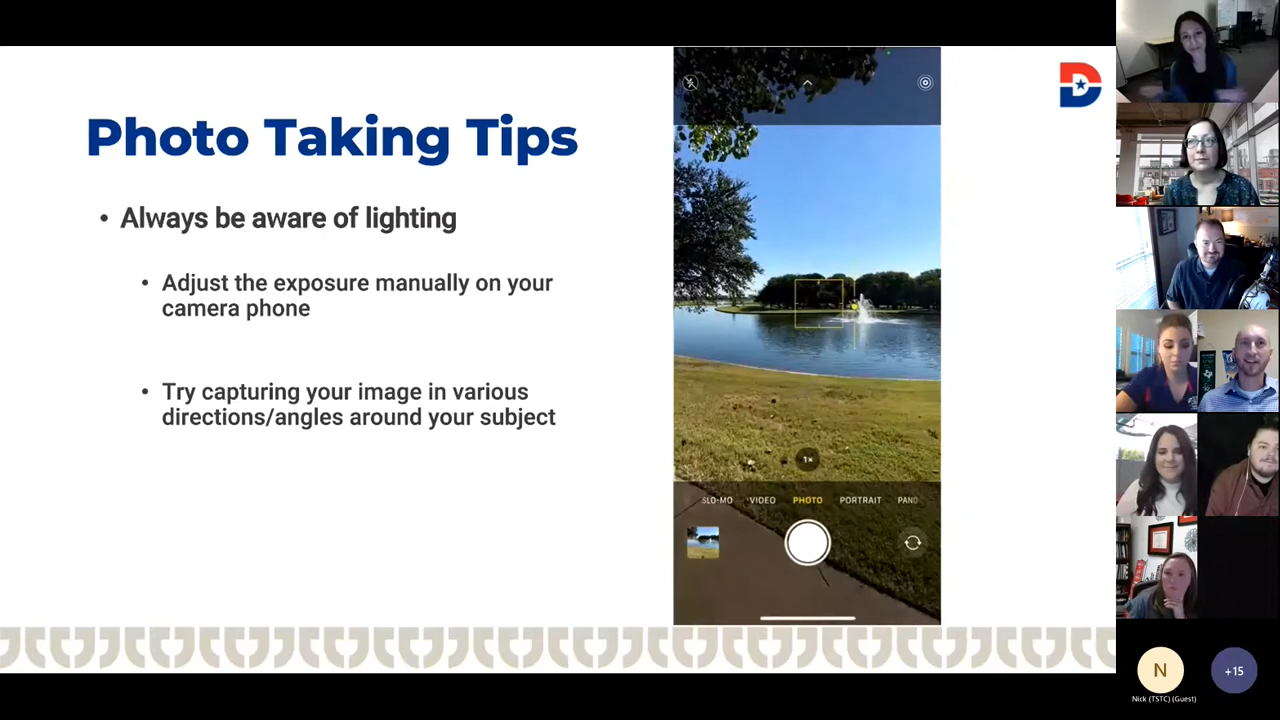 Photo Taking Tips
• Always be aware of lighting
• Adjust the exposure manually on your
camera phone
• Try capturing your image in various
directions/angles around your subject
D
1×
SLO-MO VIDEO PHOTO PORTRAIT PANO
N
+15
Nick (TSTC) (Guest)